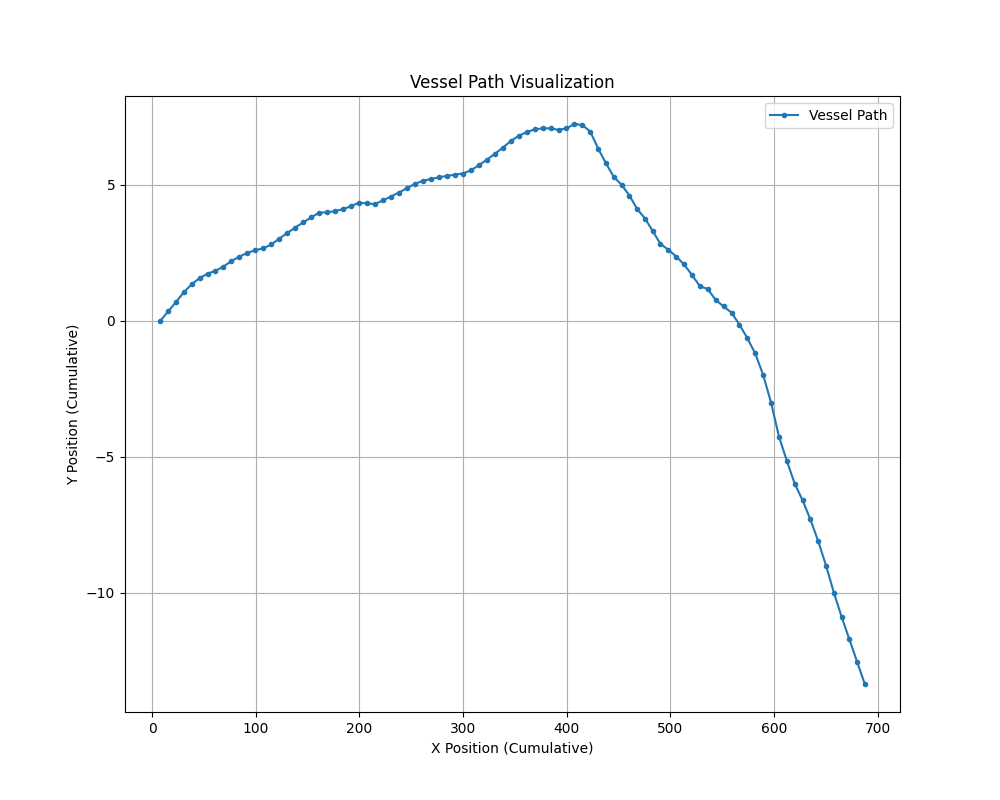 Vessel Path Visualization
Vessel Path
Y Position (Cumulative)
5
0
−5
−10
0 100 200 300 400 500 600 700
X Position (Cumulative)